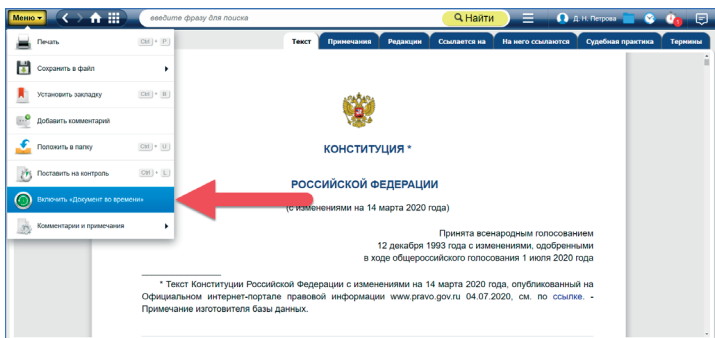 Меню
введите фразу для поиска
Найти
Д. Н. Петрова
Печать Ctrl + P
Сохранить в файл
Установить закладку Ctrl + B
Добавить комментарий
Положить в папку Ctrl + U
Поставить на контроль Ctrl + L
Включить «Документ во времени»
Комментарии и примечания
Текст Примечания Редакции Ссылается на На него ссылаются Судебная практика Термины
КОНСТИТУЦИЯ *
РОССИЙСКОЙ ФЕДЕРАЦИИ
(с изменениями на 14 марта 2020 года)
Принята всенародным голосованием
12 декабря 1993 года с изменениями, одобренными
в ходе общероссийского голосования 1 июля 2020 года
* Текст Конституции Российской Федерации с изменениями на 14 марта 2020 года, опубликованный на
Официальном интернет-портале правовой информации www.pravo.gov.ru 04.07.2020, см. по ссылке. -
Примечание изготовителя базы данных.